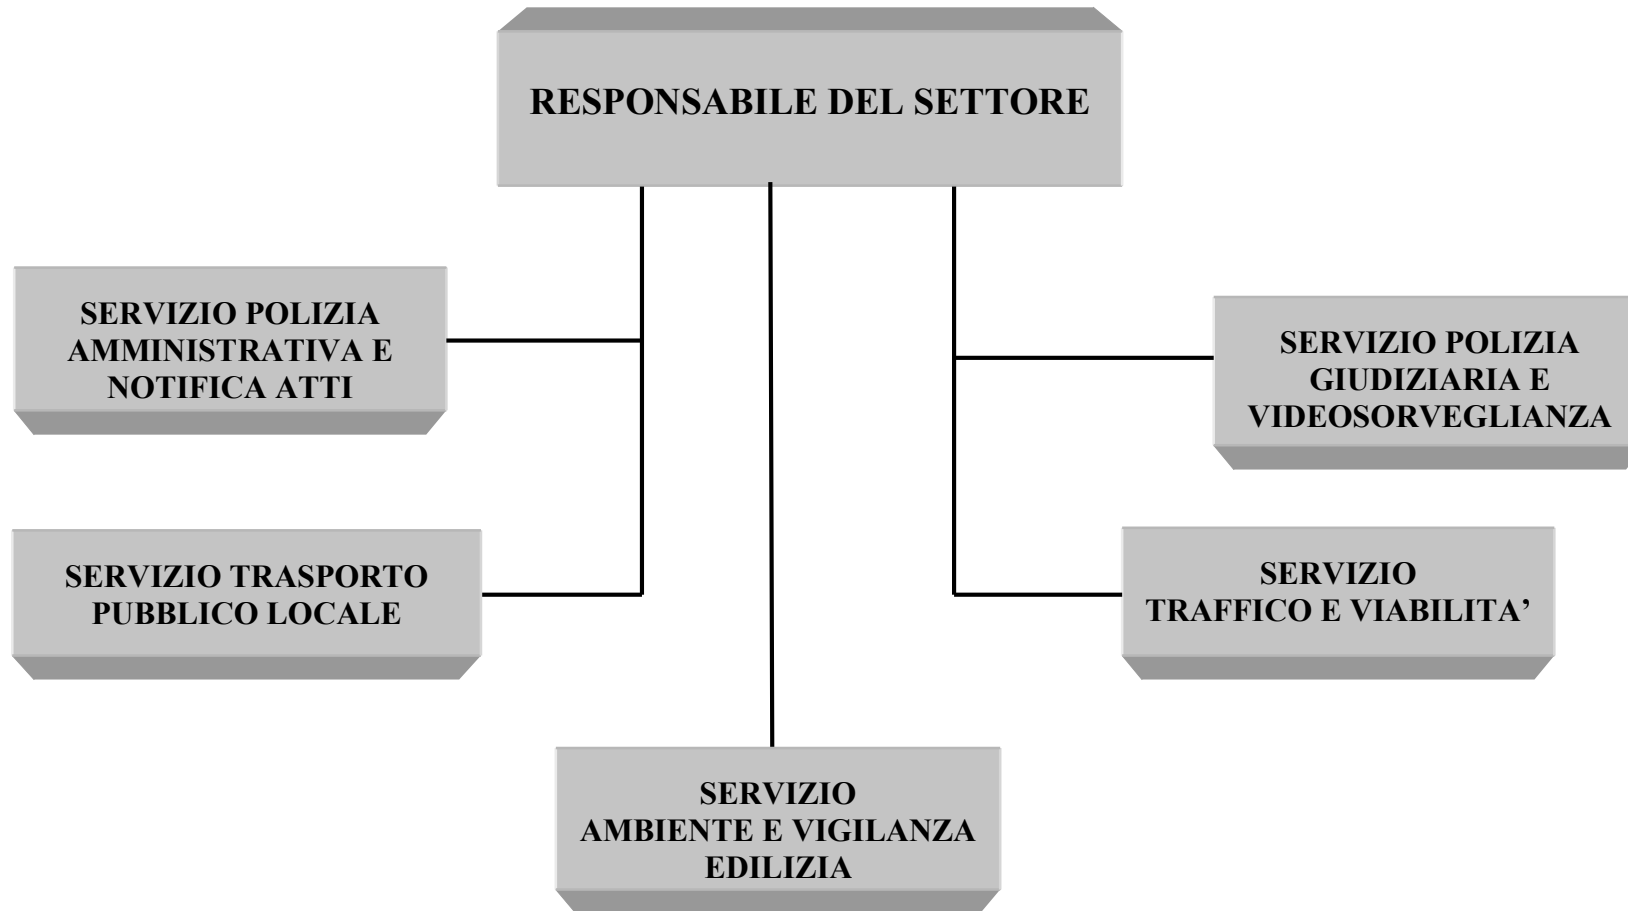 RESPONSABILE DEL SETTORE
SERVIZIO POLIZIA
AMMINISTRATIVA E
NOTIFICA ATTI
SERVIZIO POLIZIA
GIUDIZIARIA E
VIDEOSORVEGLIANZA
SERVIZIO TRASPORTO
PUBBLICO LOCALE
SERVIZIO
TRAFFICO E VIABILITA’
SERVIZIO
AMBIENTE E VIGILANZA
EDILIZIA